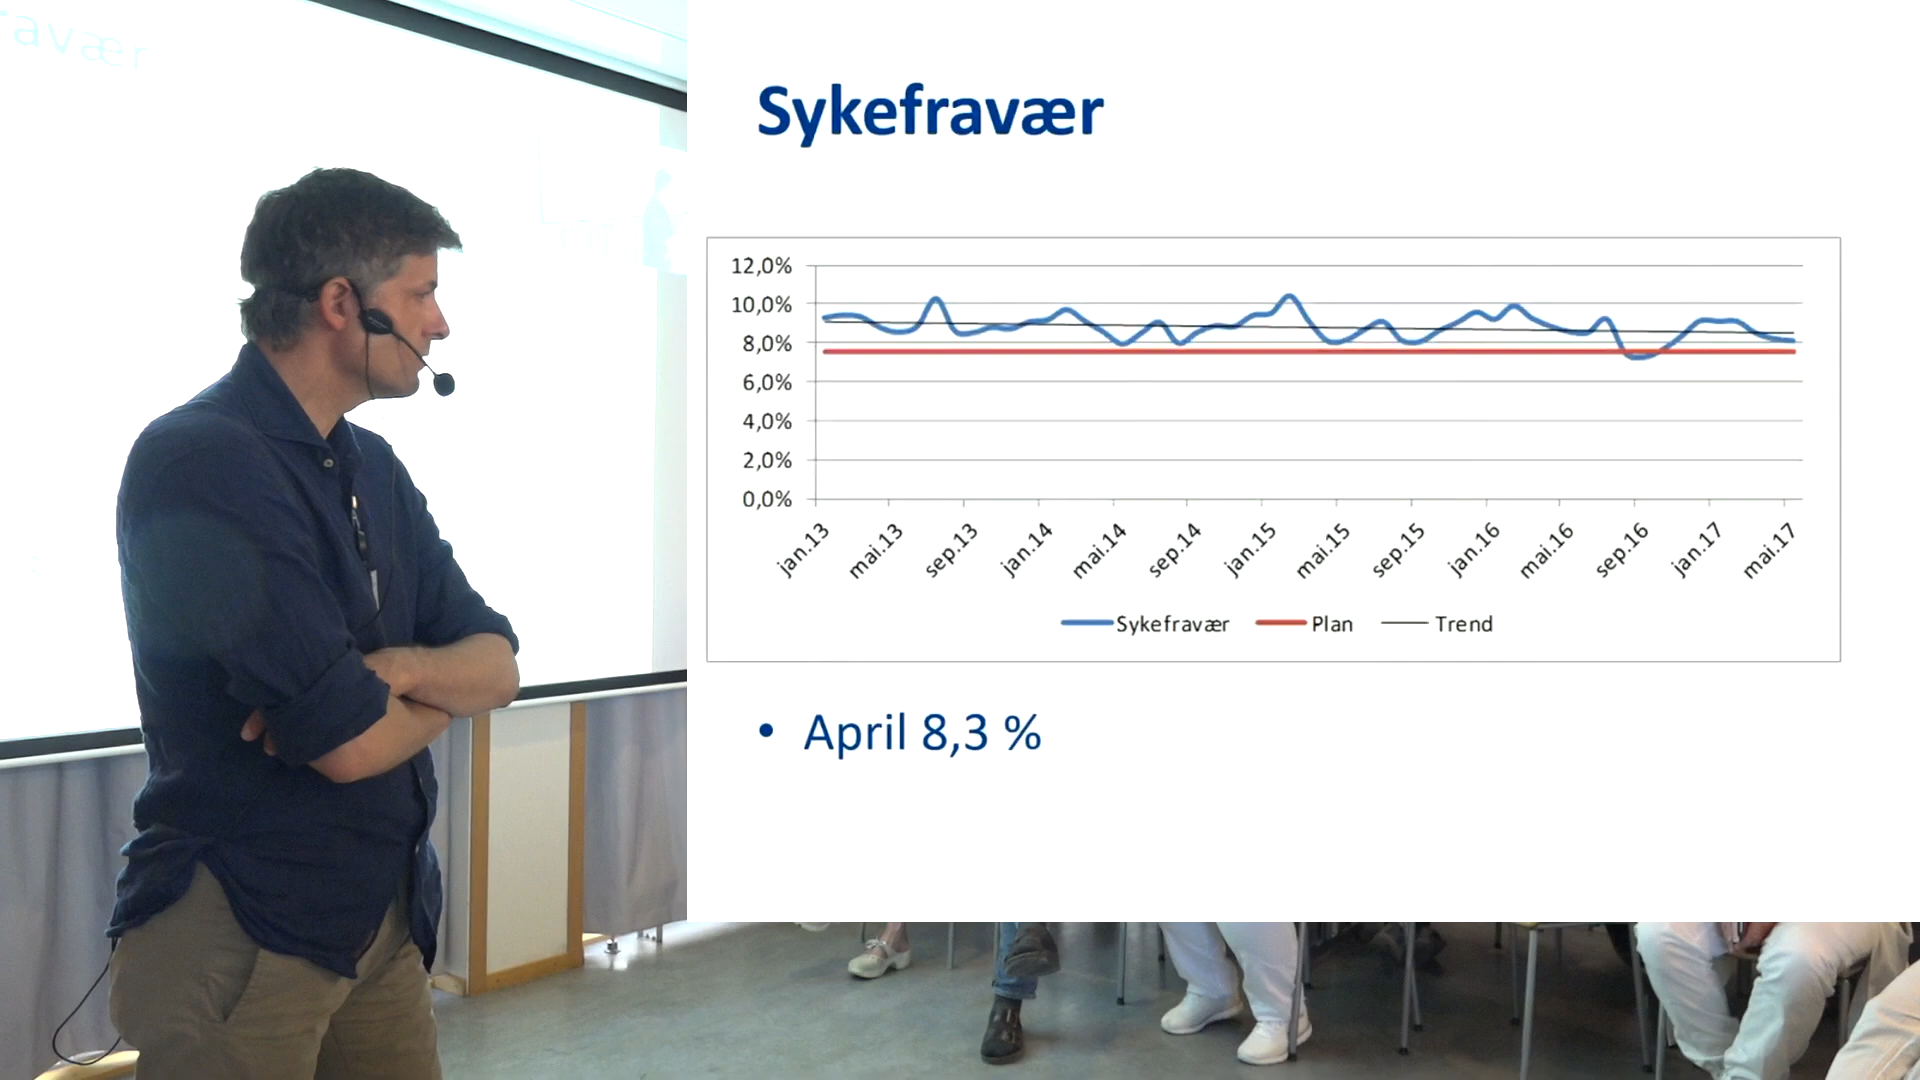 avær
Sykefravær
12,0%
10,0%
8,0%
6,0%
4,0%
2,0%
0,0%
jan.13 mai.13 sep.13 jan.14 mai.14 sep.14 jan.15 mai.15 sep.15 jan.16 mai.16 sep.16 jan.17 mai.17
Sykefravær Plan Trend
• April 8,3 %